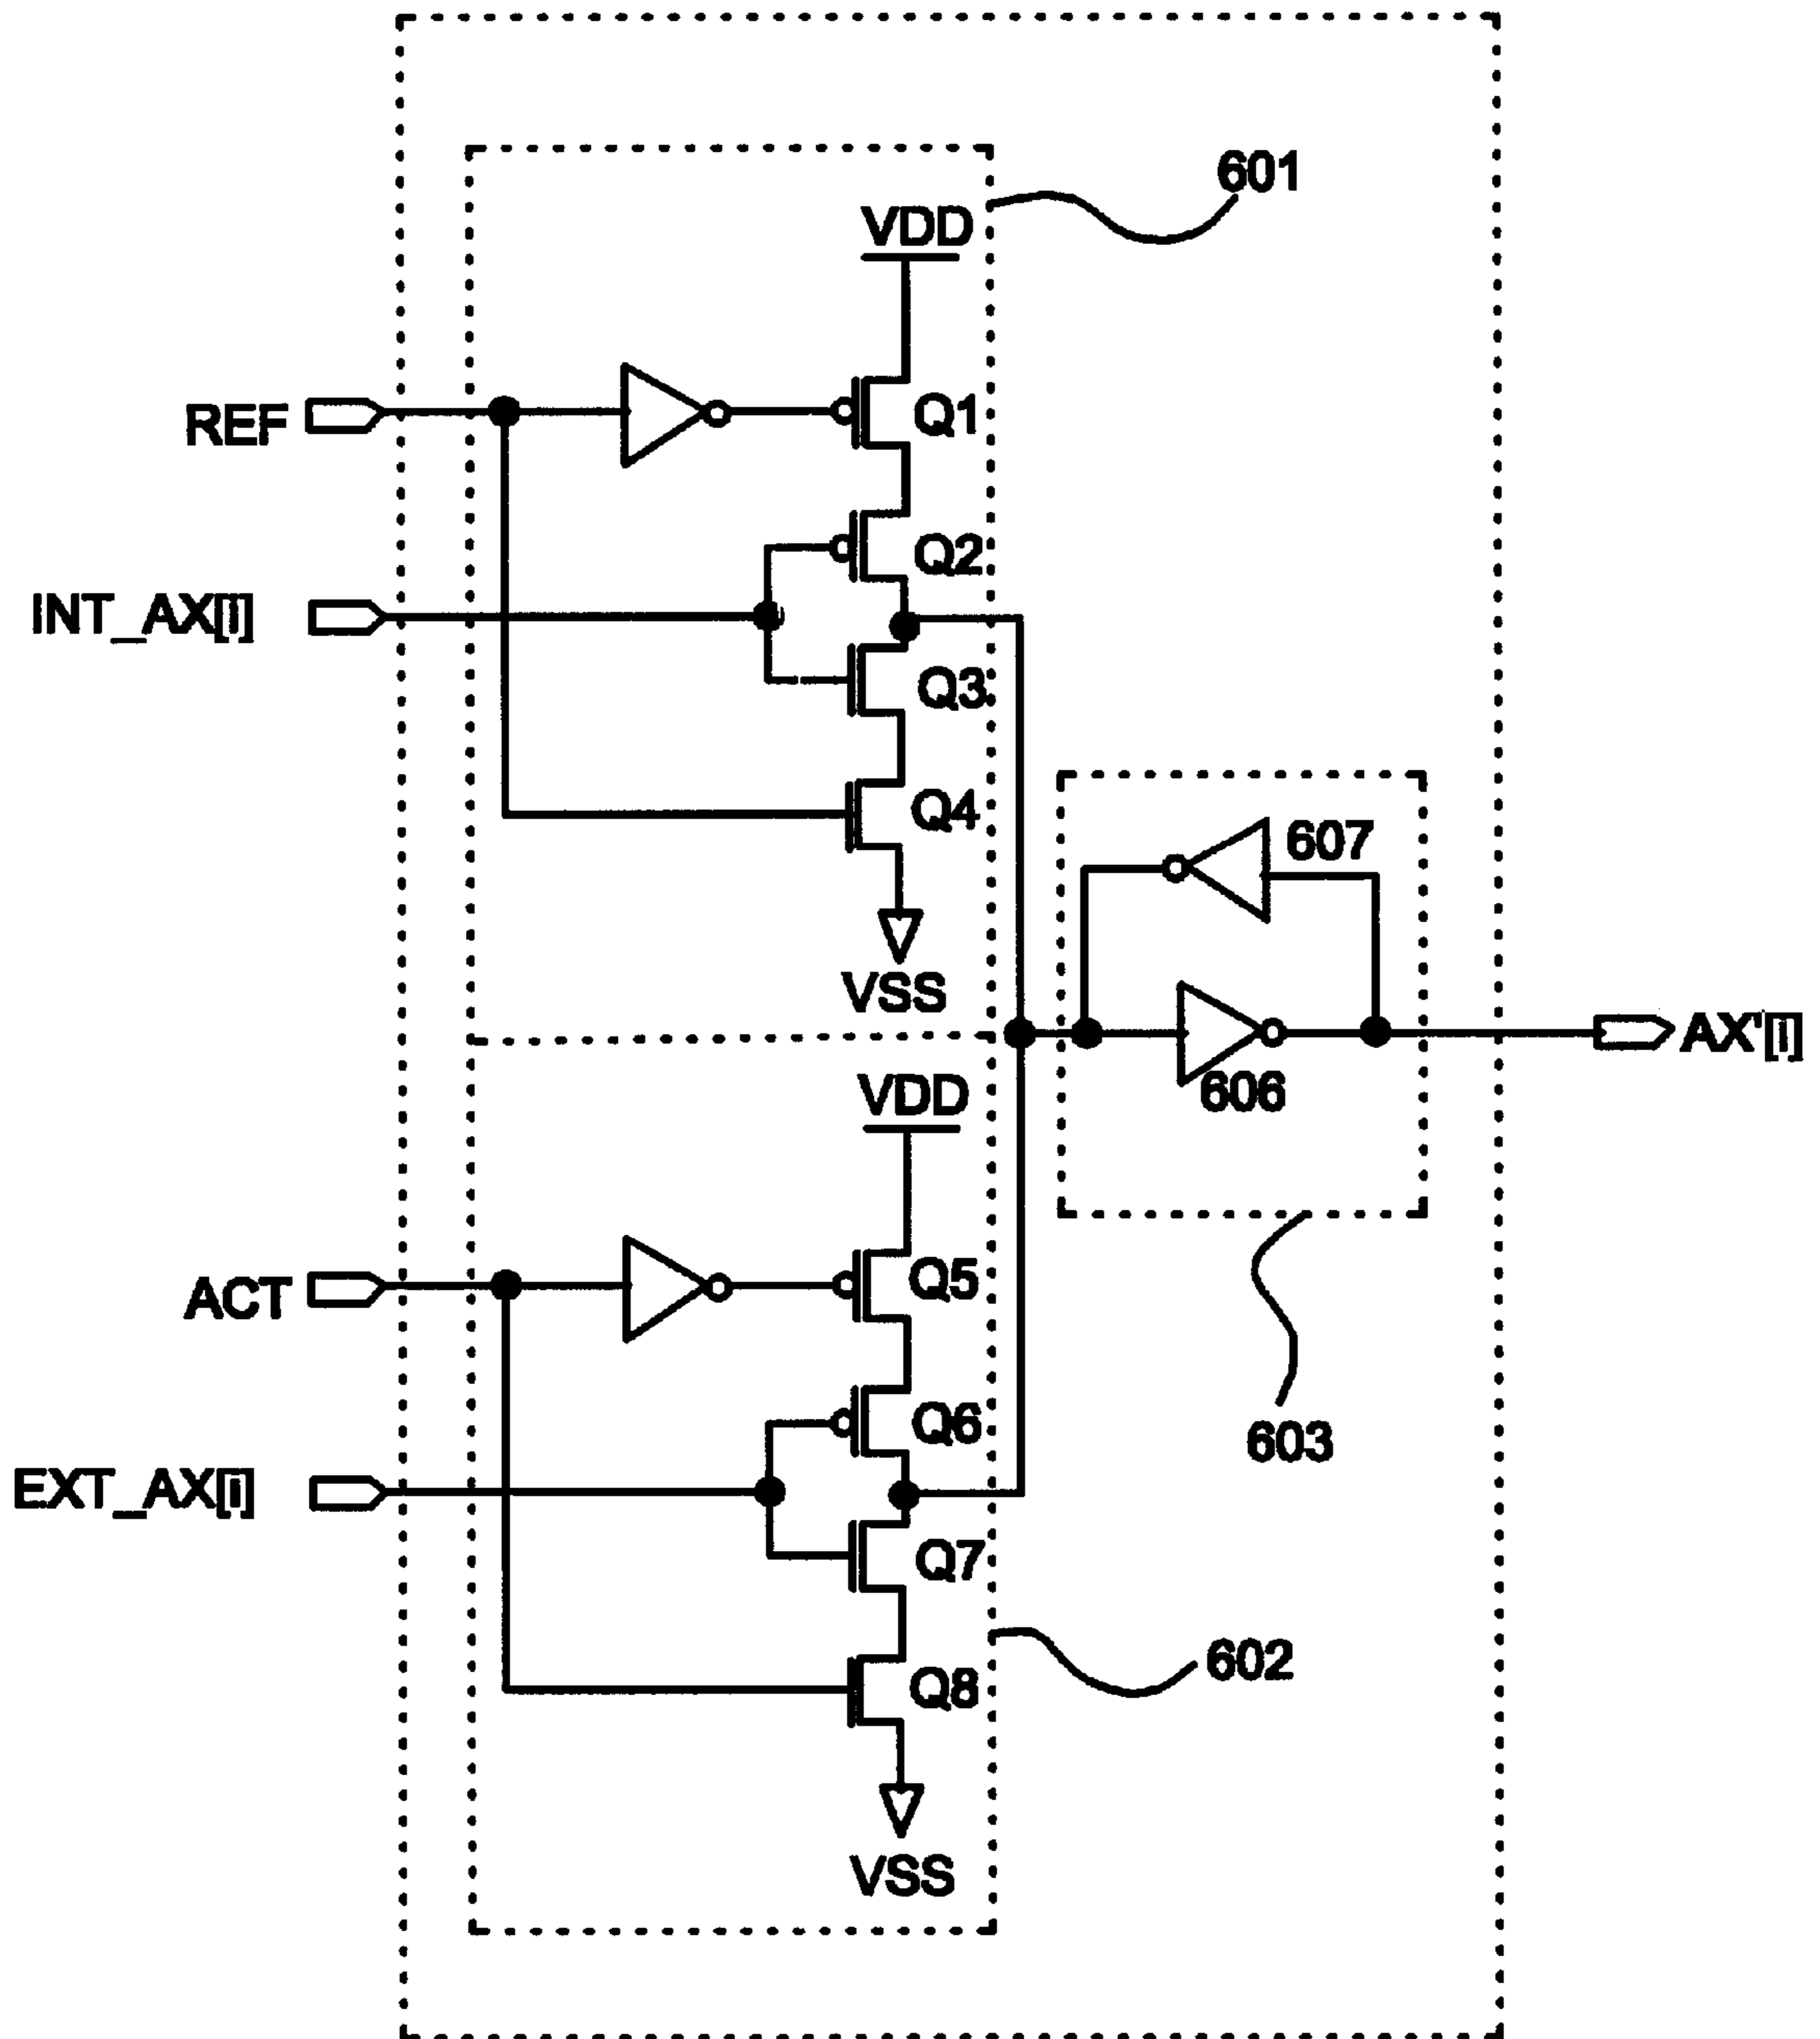 601
VDD
REF
Q1
Q2
INT_AX[I]
Q3
Q4
607
VSS
AX'[I]
606
VDD
ACT
Q5
Q6
603
EXT_AX[i]
Q7
602
Q8
VSS